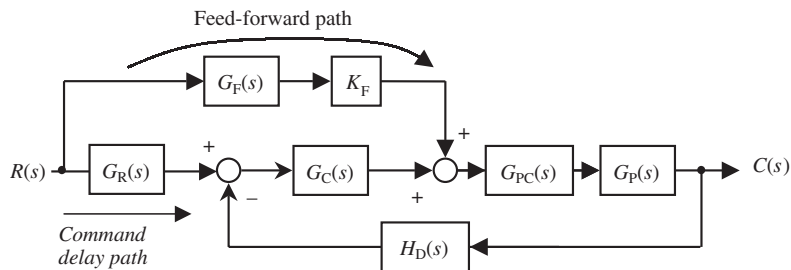 Feed-forward path
G_F(s)
K_F
+
R(s)
G_R(s)
+
−
G_C(s)
+
G_PC(s)
G_P(s)
C(s)
Command
delay path
H_D(s)